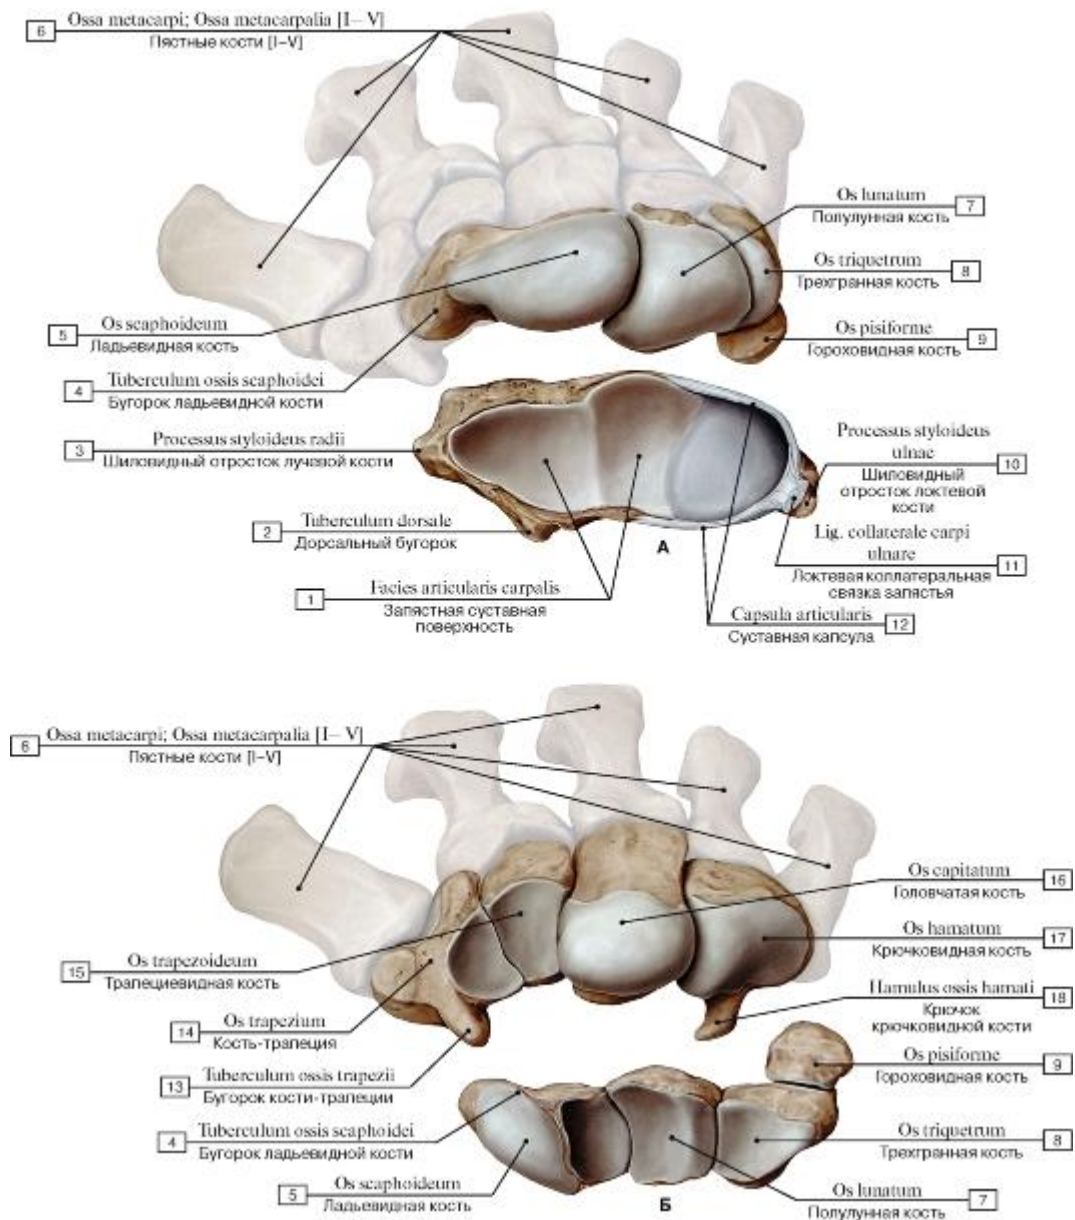 6
Ossa metacarpi; Ossa metacarpalia [I– V]
Пястные кости [I–V]
Os lunatum
Полулунная кость
7
Os triquetrum
Трехгранная кость
8
Os scaphoideum
Ладьевидная кость
5
Os pisiforme
Гороховидная кость
9
Tuberculum ossis scaphoidei
Бугорок ладьевидной кости
4
Processus styloideus radii
Шиловидный отросток лучевой кости
3
Processus styloideus
ulnae
Шиловидный
отросток локтевой
кости
10
Tuberculum dorsale
Дорсальный бугорок
2
А
Lig. collaterale carpi
ulnare
Локтевая коллатеральная
связка запястья
11
Facies articularis carpalis
Запястная суставная
поверхность
1
Capsula articularis
Суставная капсула
12
6
Ossa metacarpi; Ossa metacarpalia [I– V]
Пястные кости [I–V]
Os capitatum
Головчатая кость
16
Os hamatum
Крючковидная кость
17
Os trapezoideum
Трапециевидная кость
15
Hamulus ossis hamati
Крючок
крючковидной кости
18
Os trapezium
Кость-трапеция
14
Os pisiforme
Гороховидная кость
9
Tuberculum ossis trapezii
Бугорок кости-трапеции
13
Tuberculum ossis scaphoidei
Бугорок ладьевидной кости
4
Os triquetrum
Трехгранная кость
8
Os scaphoideum
Ладьевидная кость
5
Б
Os lunatum
Полулунная кость
7